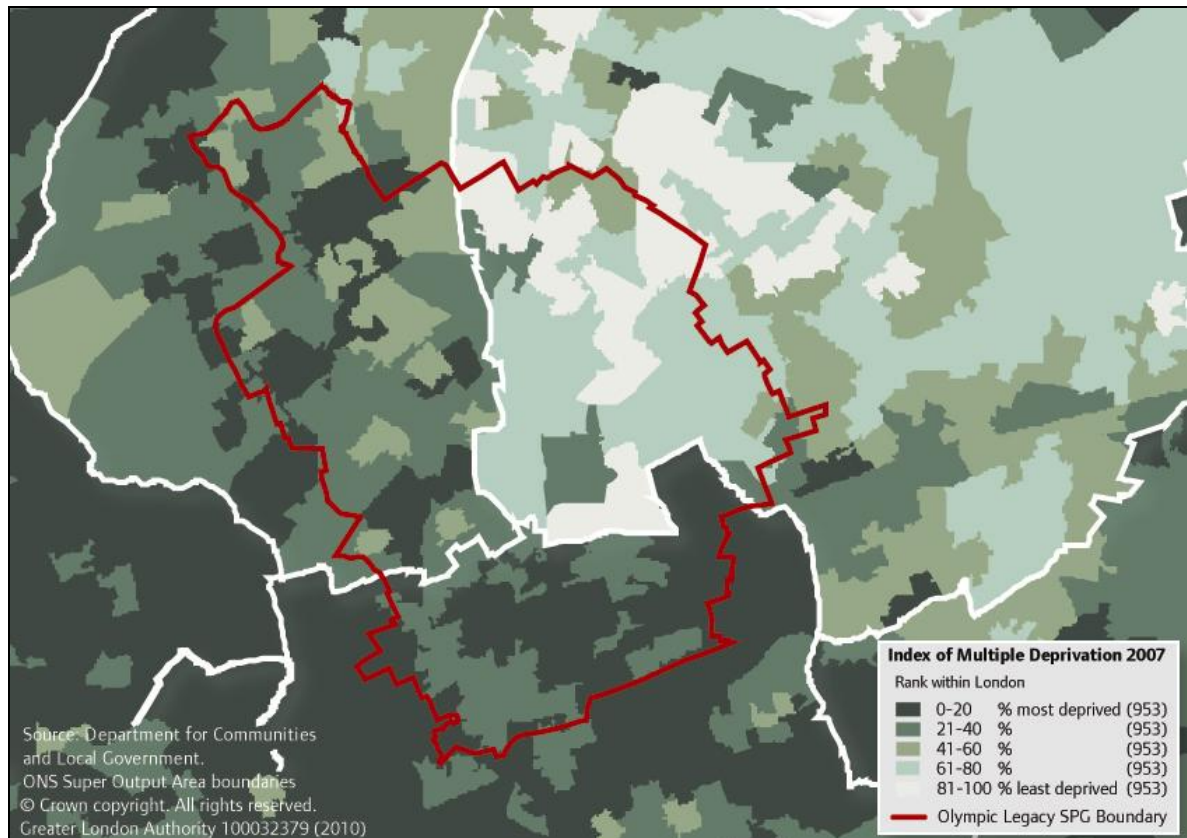 Index of Multiple Deprivation 2007
Rank within London
0-20 % most deprived (953)
21-40 % (953)
41-60 % (953)
61-80 % (953)
81-100 % least deprived (953)
Olympic Legacy SPG Boundary
Source: Department for Communities
and Local Government.
ONS Super Output Area boundaries
© Crown copyright. All rights reserved.
Greater London Authority 100032379 (2010)